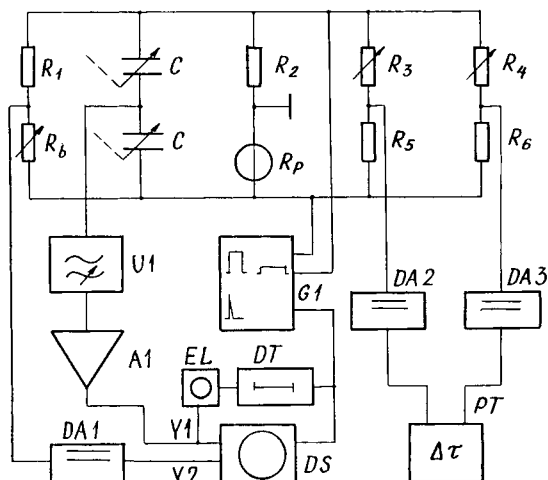 R1
C
R2
R3
R4
Rb
C
Rp
R5
R6
U1
G1
DA2
DA3
A1
EL
DT
PT
DA1
Y1
Y2
DS
Δτ